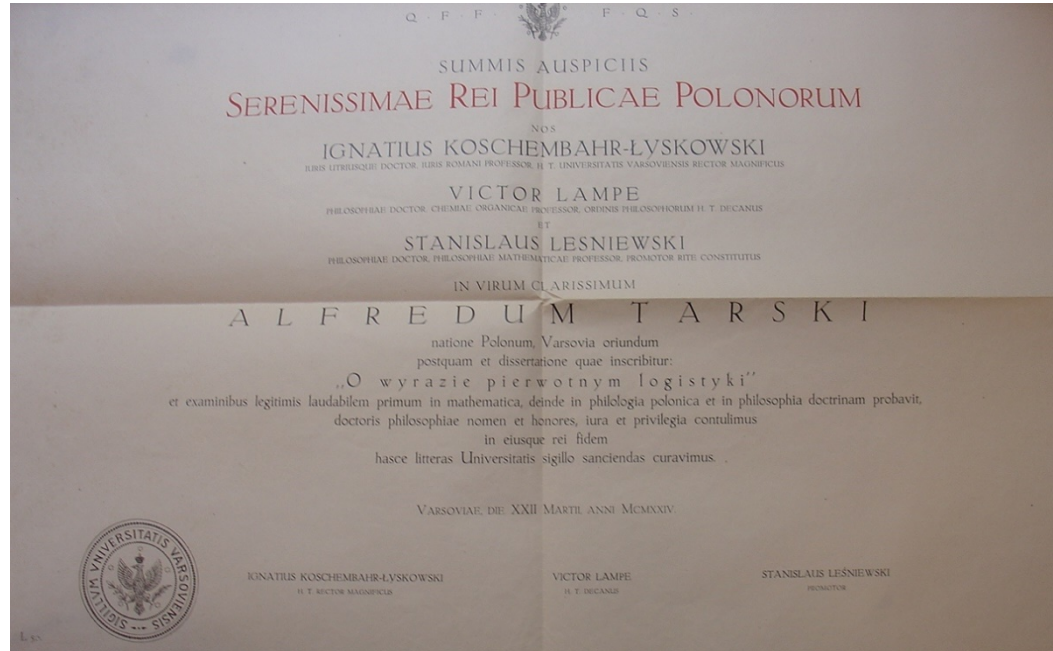 Q · F · F · F · Q · S ·
SUMMIS AUSPICIIS
SERENISSIMAE REI PUBLICAE POLONORUM
NOS
IGNATIUS KOSCHEMBAHR-ŁYSKOWSKI
IURIS UTRIUSQUE DOCTOR, IURIS ROMANI PROFESSOR, H. T. UNIVERSITATIS VARSOVIENSIS RECTOR MAGNIFICUS
VICTOR LAMPE
PHILOSOPHIAE DOCTOR, CHEMIAE ORGANICAE PROFESSOR, ORDINIS PHILOSOPHORUM H. T. DECANUS
ET
STANISLAUS LEŚNIEWSKI
PHILOSOPHIAE DOCTOR, PHILOSOPHIAE MATHEMATICAE PROFESSOR, PROMOTOR RITE CONSTITUTUS
IN VIRUM CLARISSIMUM
ALFREDUM TARSKI
natione Polonum, Varsovia oriundum
postquam et dissertatione quae inscribitur:
„O wyrazie pierwotnym logistyki”
et examinibus legitimis laudabilem primum in mathematica, deinde in philologia polonica et in philosophia doctrinam probavit,
doctoris philosophiae nomen et honores, iura et privilegia contulimus
in eiusque rei fidem
hasce litteras Universitatis sigillo sanciendas curavimus.
VARSOVIAE, DIE XXII MARTII ANNI MCMXXIV
SIGILLVM VNIVERSITATIS VARSOVIENSIS
IGNATIUS KOSCHEMBAHR-ŁYSKOWSKI
H. T. RECTOR MAGNIFICUS
VICTOR LAMPE
H. T. DECANUS
STANISLAUS LEŚNIEWSKI
PROMOTOR